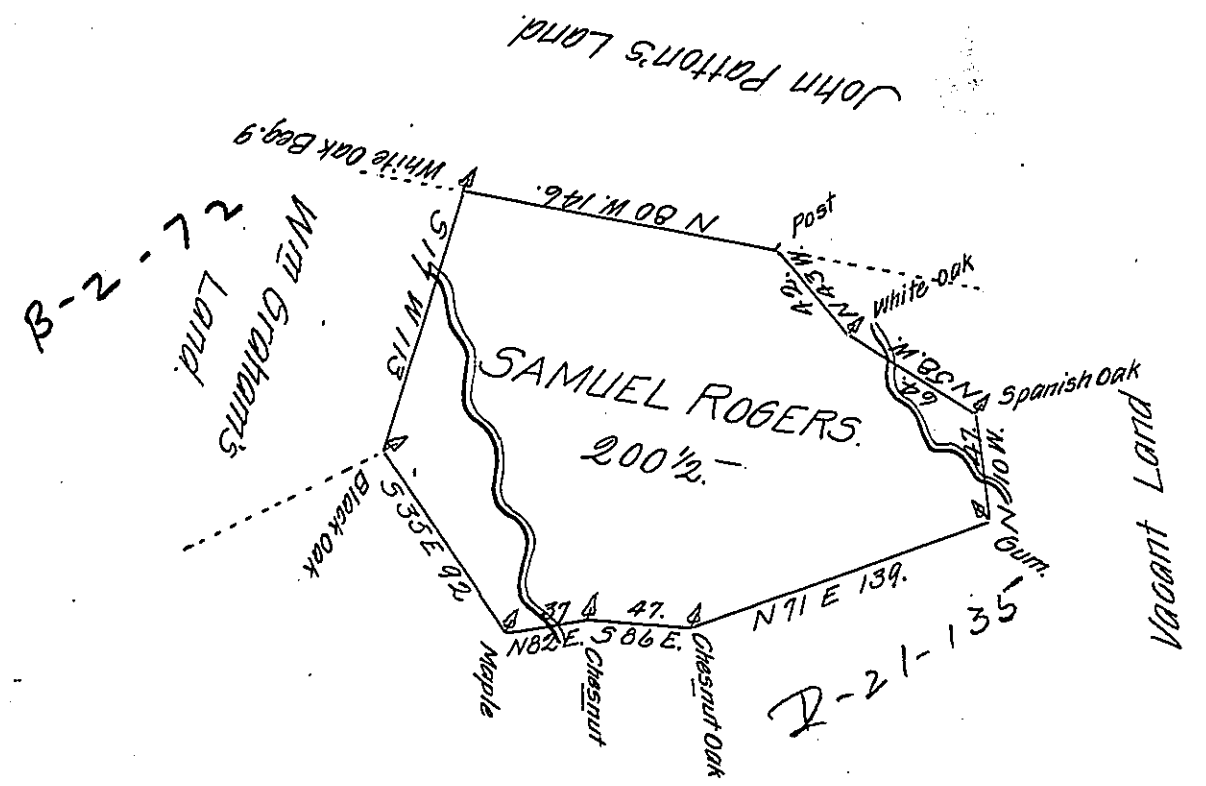 John Patton's Land.
White Oak Beg.9
N 80 W. 146.
Post
N 43 W.
42.
White-oak
N 58. W.
64.
Spanish Oak
N 10 W.
47.
Gum.
Vacant Land
B-2-72
Wm Graham's
Land
W 113
SAMUEL ROGERS.
200½.-
Black Oak
S 35 E 92
37
N 82 E.
47.
S 86 E.
N 71 E 139.
Maple
Chesnut
Chesnut Oak
D-21-135